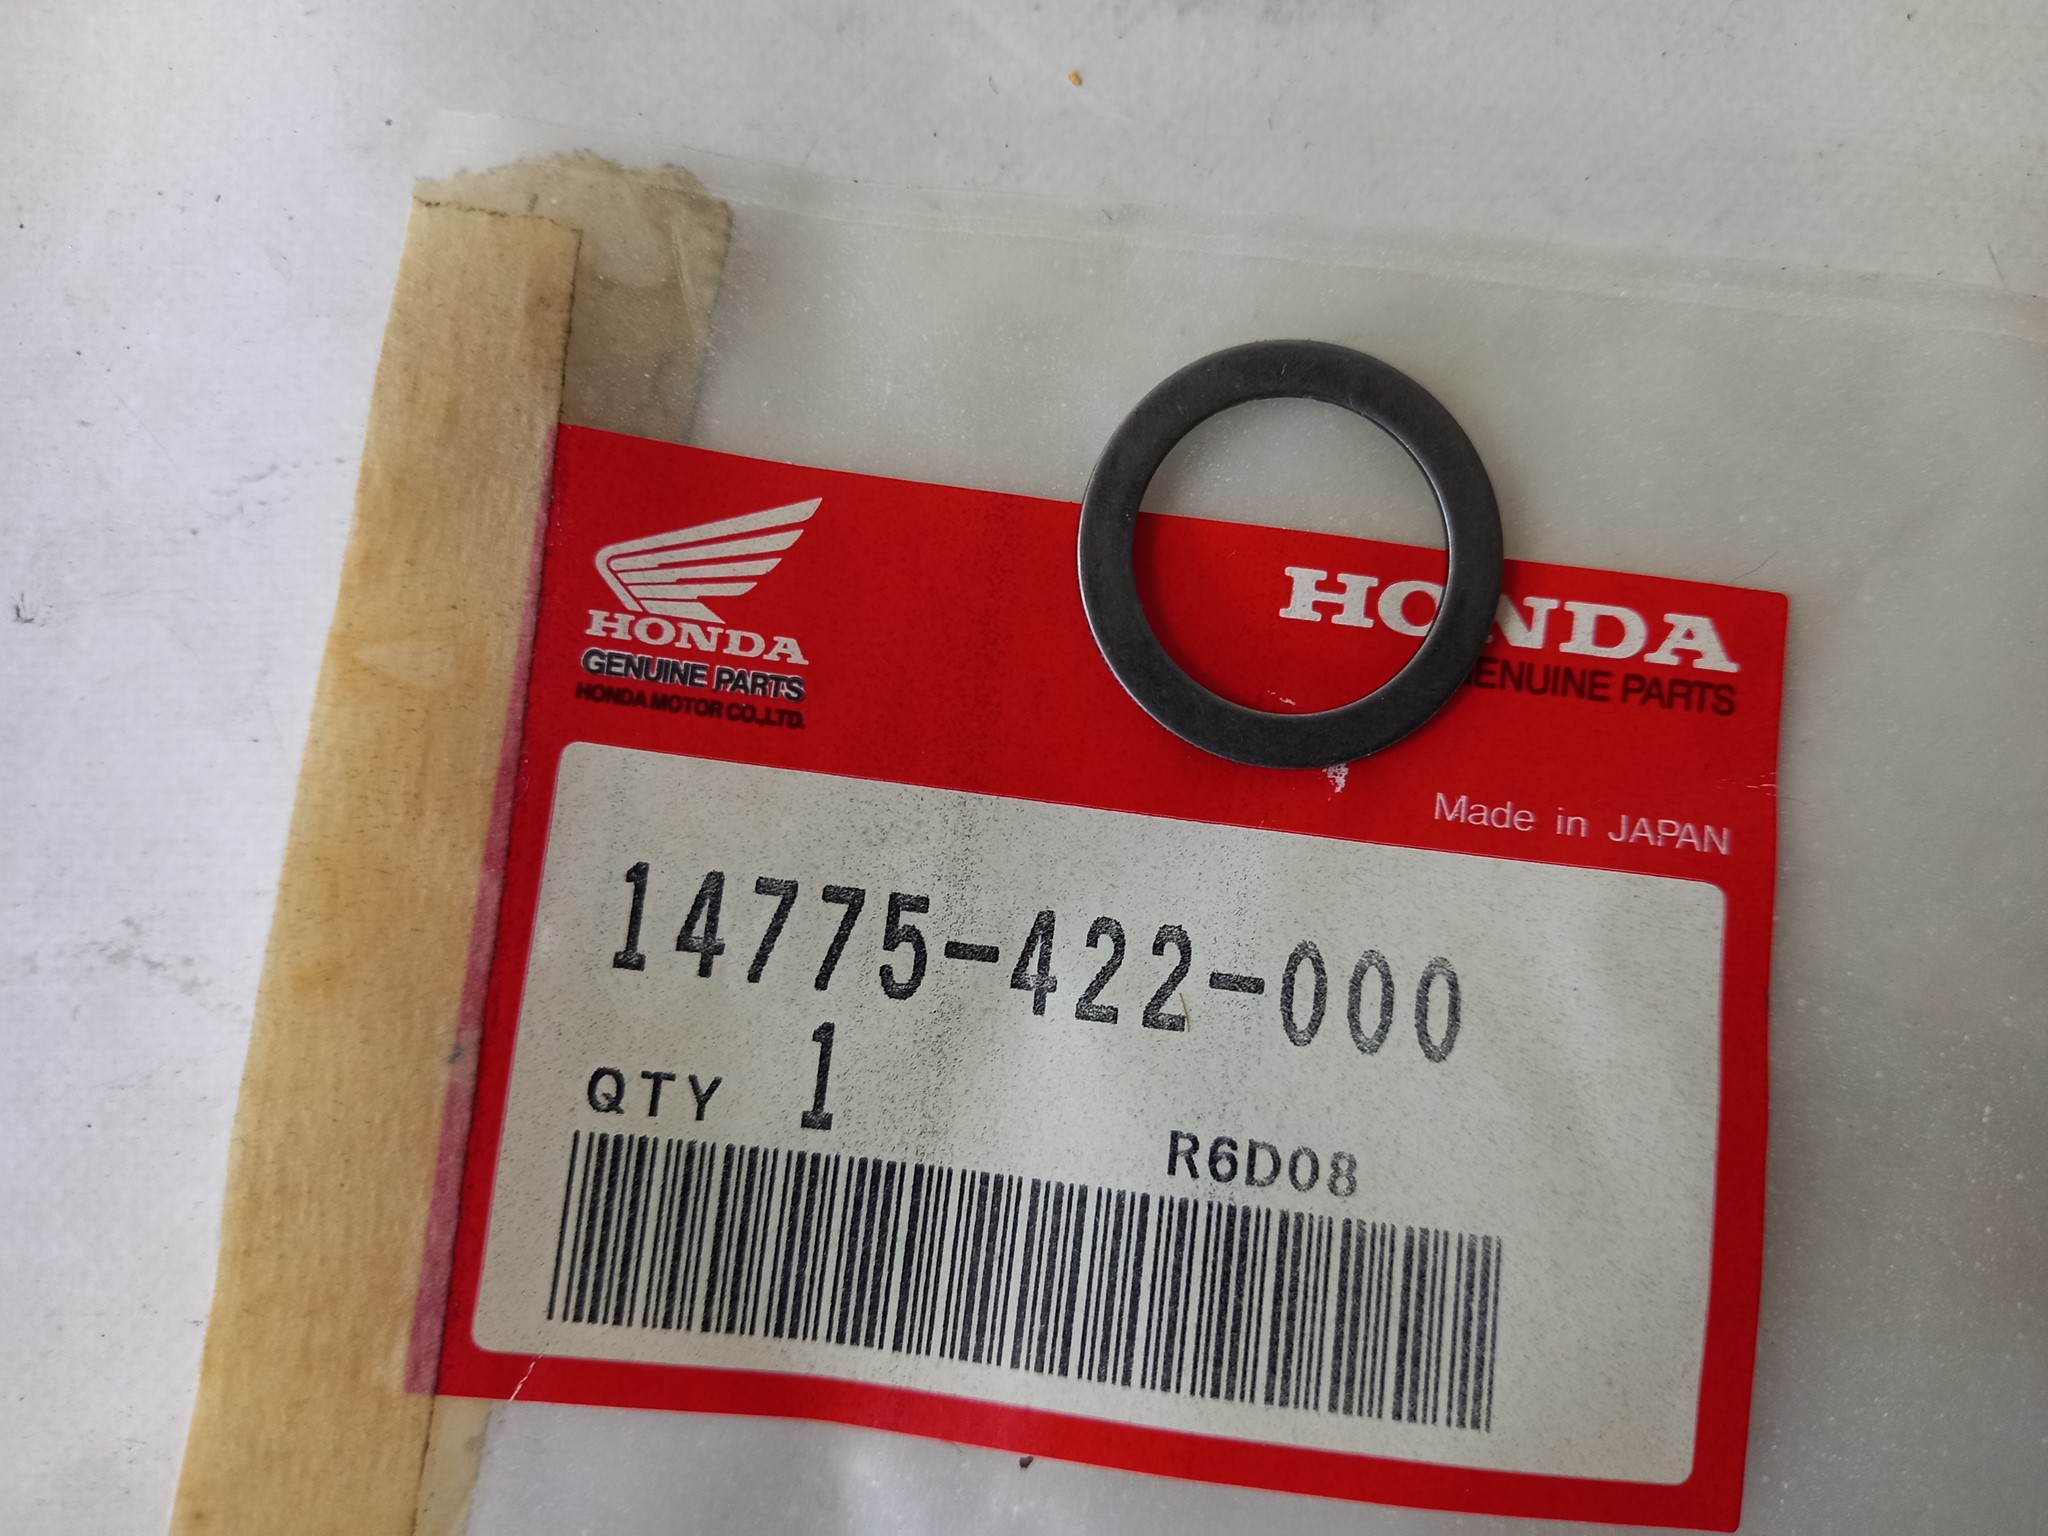 HONDA
GENUINE PARTS
HONDA MOTOR CO.,LTD.
HONDA
GENUINE PARTS
Made in JAPAN
14775-422-000
QTY 1
R6D08